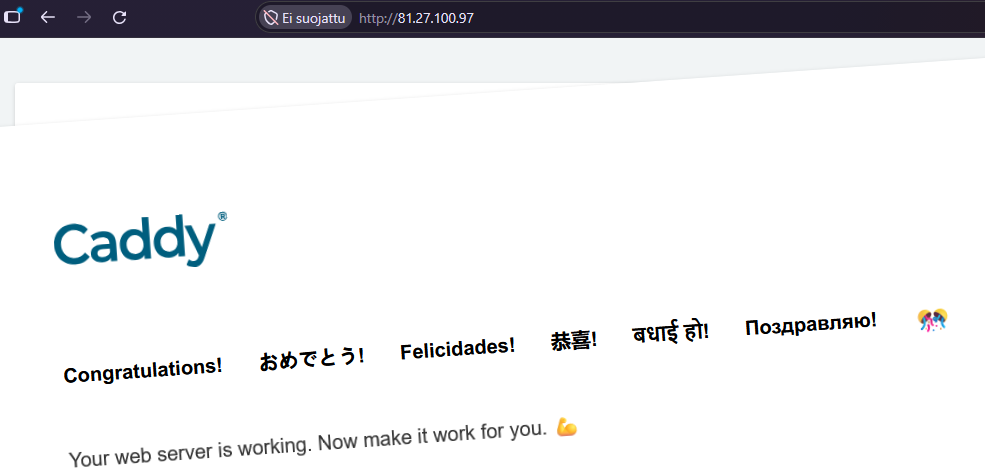 Ei suojattu http://81.27.100.97
Caddy®
Congratulations! おめでとう! Felicidades! 恭喜! बधाई हो! Поздравляю! 🎊
Your web server is working. Now make it work for you. 💪